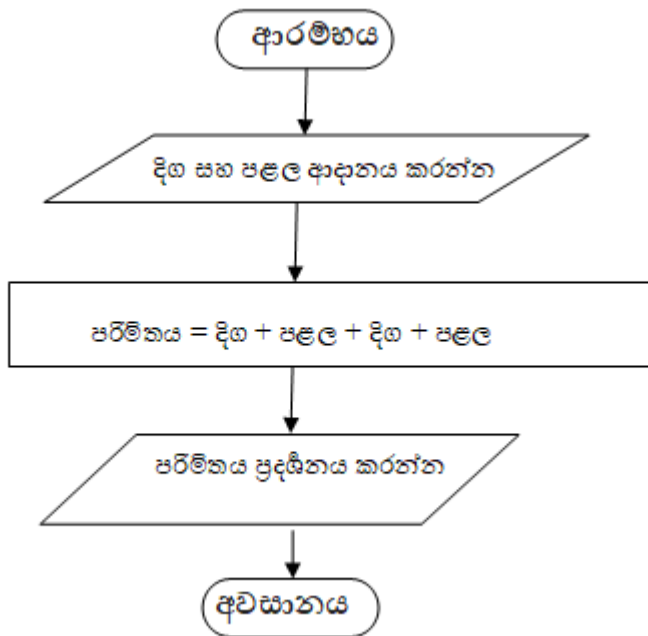 ආරම්භය
දිග සහ පළල ආදානය කරන්න
පරිමිතය = දිග + පළල + දිග + පළල
පරිමිතය ප්‍රදර්ශනය කරන්න
අවසානය